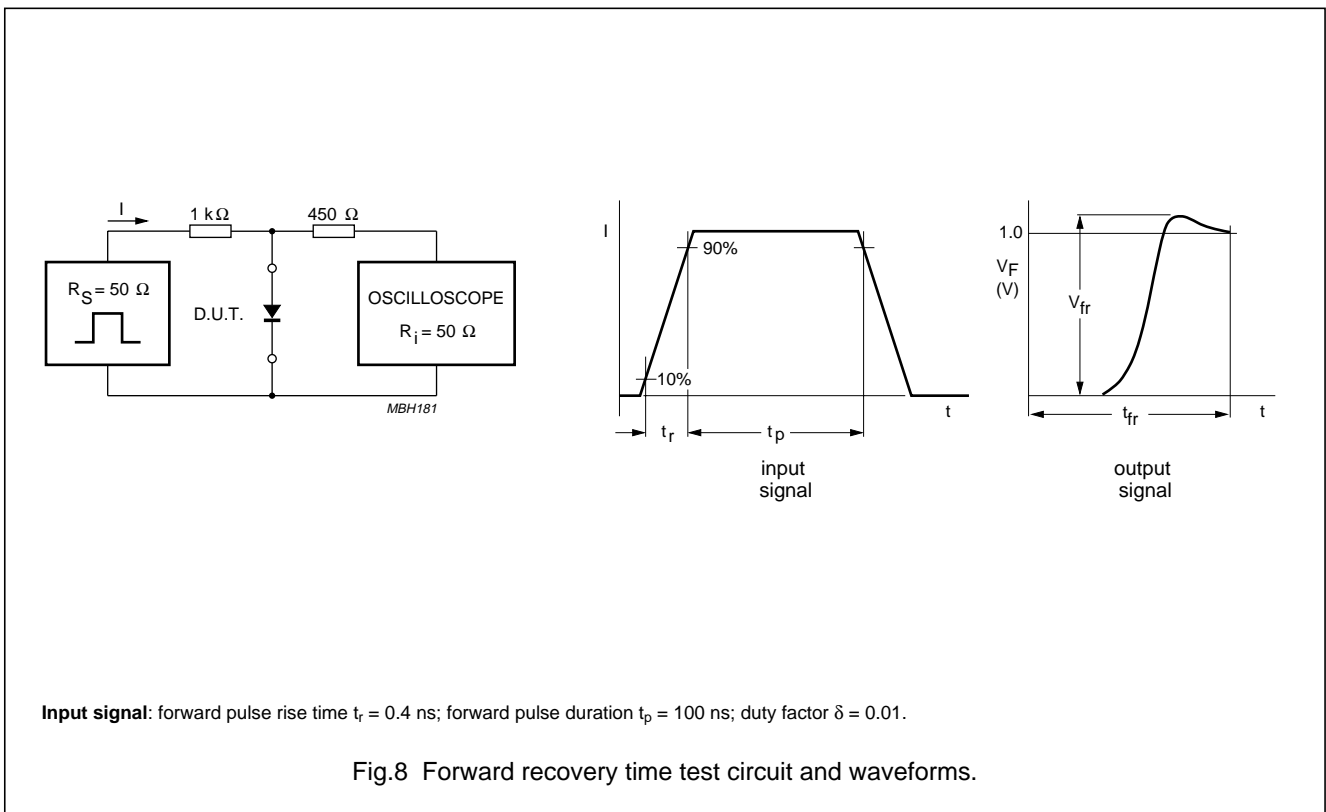 I
1 kΩ
450 Ω
R_S = 50 Ω
D.U.T.
OSCILLOSCOPE
R_i = 50 Ω
MBH181
I
90%
10%
t
t_r
t_p
input
signal
1.0
V_F
(V)
V_fr
t_fr
t
output
signal
Input signal: forward pulse rise time t_r = 0.4 ns; forward pulse duration t_p = 100 ns; duty factor δ = 0.01.
Fig.8 Forward recovery time test circuit and waveforms.